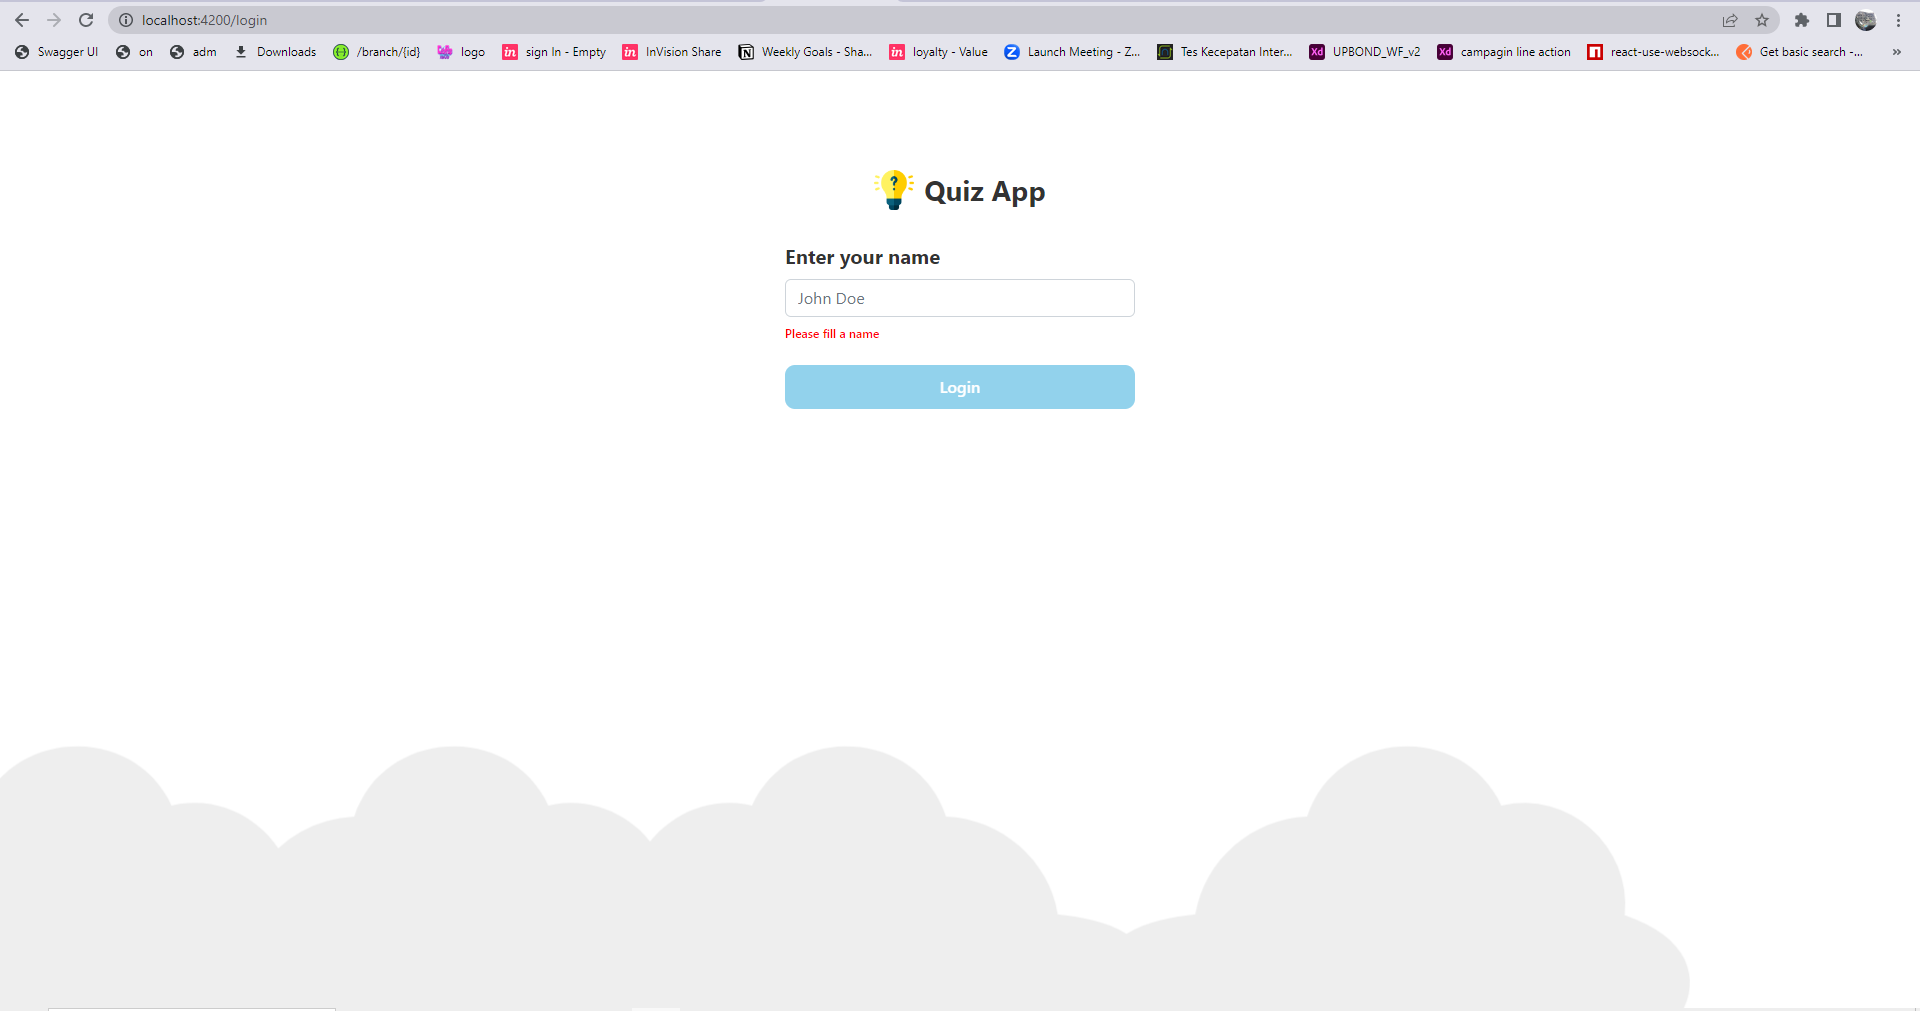 localhost:4200/login
Swagger UI on adm Downloads /branch/{id} logo sign In - Empty InVision Share Weekly Goals - Sha... loyalty - Value Launch Meeting - Z... Tes Kecepatan Inter... UPBOND_WF_v2 campagin line action react-use-websock... Get basic search -... »
Quiz App
Enter your name
John Doe
Please fill a name
Login